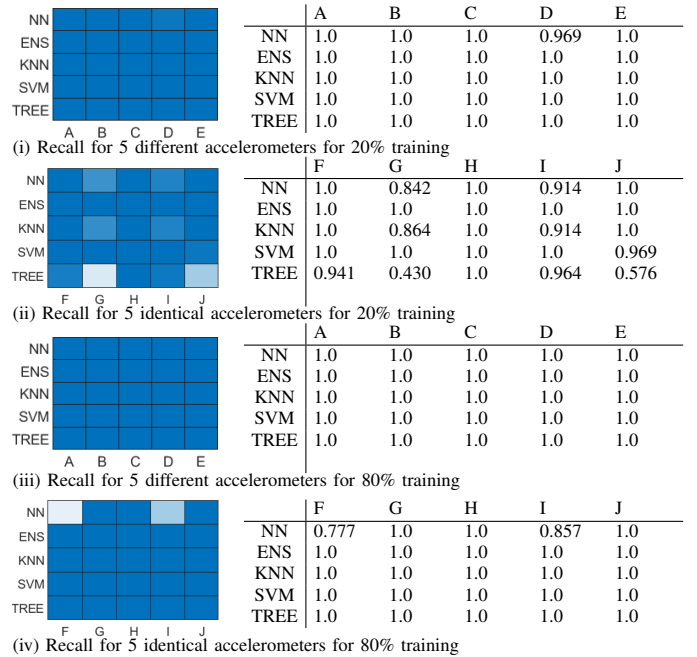 A B C D E
NN 1.0 1.0 1.0 0.969 1.0
ENS 1.0 1.0 1.0 1.0 1.0
KNN 1.0 1.0 1.0 1.0 1.0
SVM 1.0 1.0 1.0 1.0 1.0
TREE 1.0 1.0 1.0 1.0 1.0
NN
ENS
KNN
SVM
TREE
A B C D E
(i) Recall for 5 different accelerometers for 20% training
F G H I J
NN 1.0 0.842 1.0 0.914 1.0
ENS 1.0 1.0 1.0 1.0 1.0
KNN 1.0 0.864 1.0 0.914 1.0
SVM 1.0 1.0 1.0 1.0 0.969
TREE 0.941 0.430 1.0 0.964 0.576
NN
ENS
KNN
SVM
TREE
F G H I J
(ii) Recall for 5 identical accelerometers for 20% training
A B C D E
NN 1.0 1.0 1.0 1.0 1.0
ENS 1.0 1.0 1.0 1.0 1.0
KNN 1.0 1.0 1.0 1.0 1.0
SVM 1.0 1.0 1.0 1.0 1.0
TREE 1.0 1.0 1.0 1.0 1.0
NN
ENS
KNN
SVM
TREE
A B C D E
(iii) Recall for 5 different accelerometers for 80% training
F G H I J
NN 0.777 1.0 1.0 0.857 1.0
ENS 1.0 1.0 1.0 1.0 1.0
KNN 1.0 1.0 1.0 1.0 1.0
SVM 1.0 1.0 1.0 1.0 1.0
TREE 1.0 1.0 1.0 1.0 1.0
NN
ENS
KNN
SVM
TREE
F G H I J
(iv) Recall for 5 identical accelerometers for 80% training